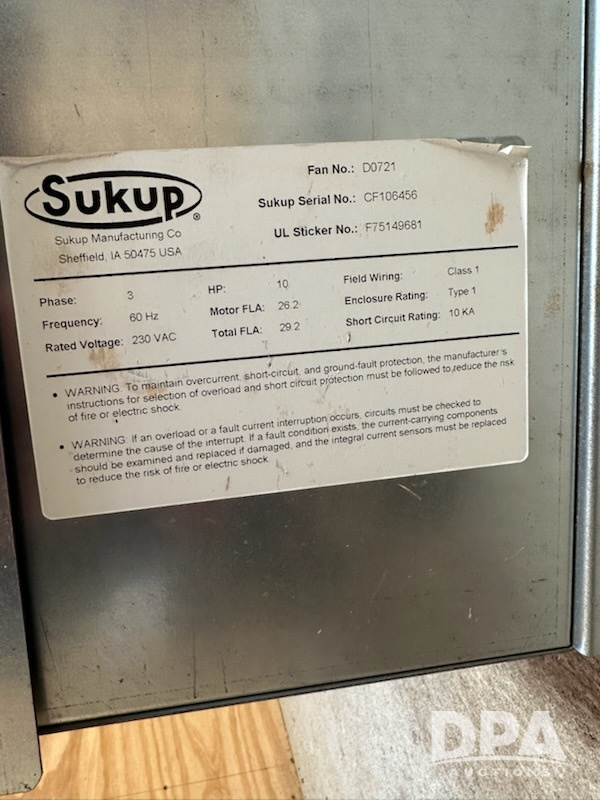 Sukup®
Sukup Manufacturing Co
Sheffield, IA 50475 USA
Fan No.: D0721
Sukup Serial No.: CF106456
UL Sticker No.: F75149681
Phase: 3
Frequency: 60 Hz
Rated Voltage: 230 VAC
HP: 10
Motor FLA: 26.2
Total FLA: 29.2
Field Wiring: Class 1
Enclosure Rating: Type 1
Short Circuit Rating: 10 KA
• WARNING: To maintain overcurrent, short-circuit, and ground-fault protection, the manufacturer's
instructions for selection of overload and short circuit protection must be followed to reduce the risk
of fire or electric shock.
• WARNING: If an overload or a fault current interruption occurs, circuits must be checked to
determine the cause of the interrupt. If a fault condition exists, the current-carrying components
should be examined and replaced if damaged, and the integral current sensors must be replaced
to reduce the risk of fire or electric shock.
DPA
AUCTIONS